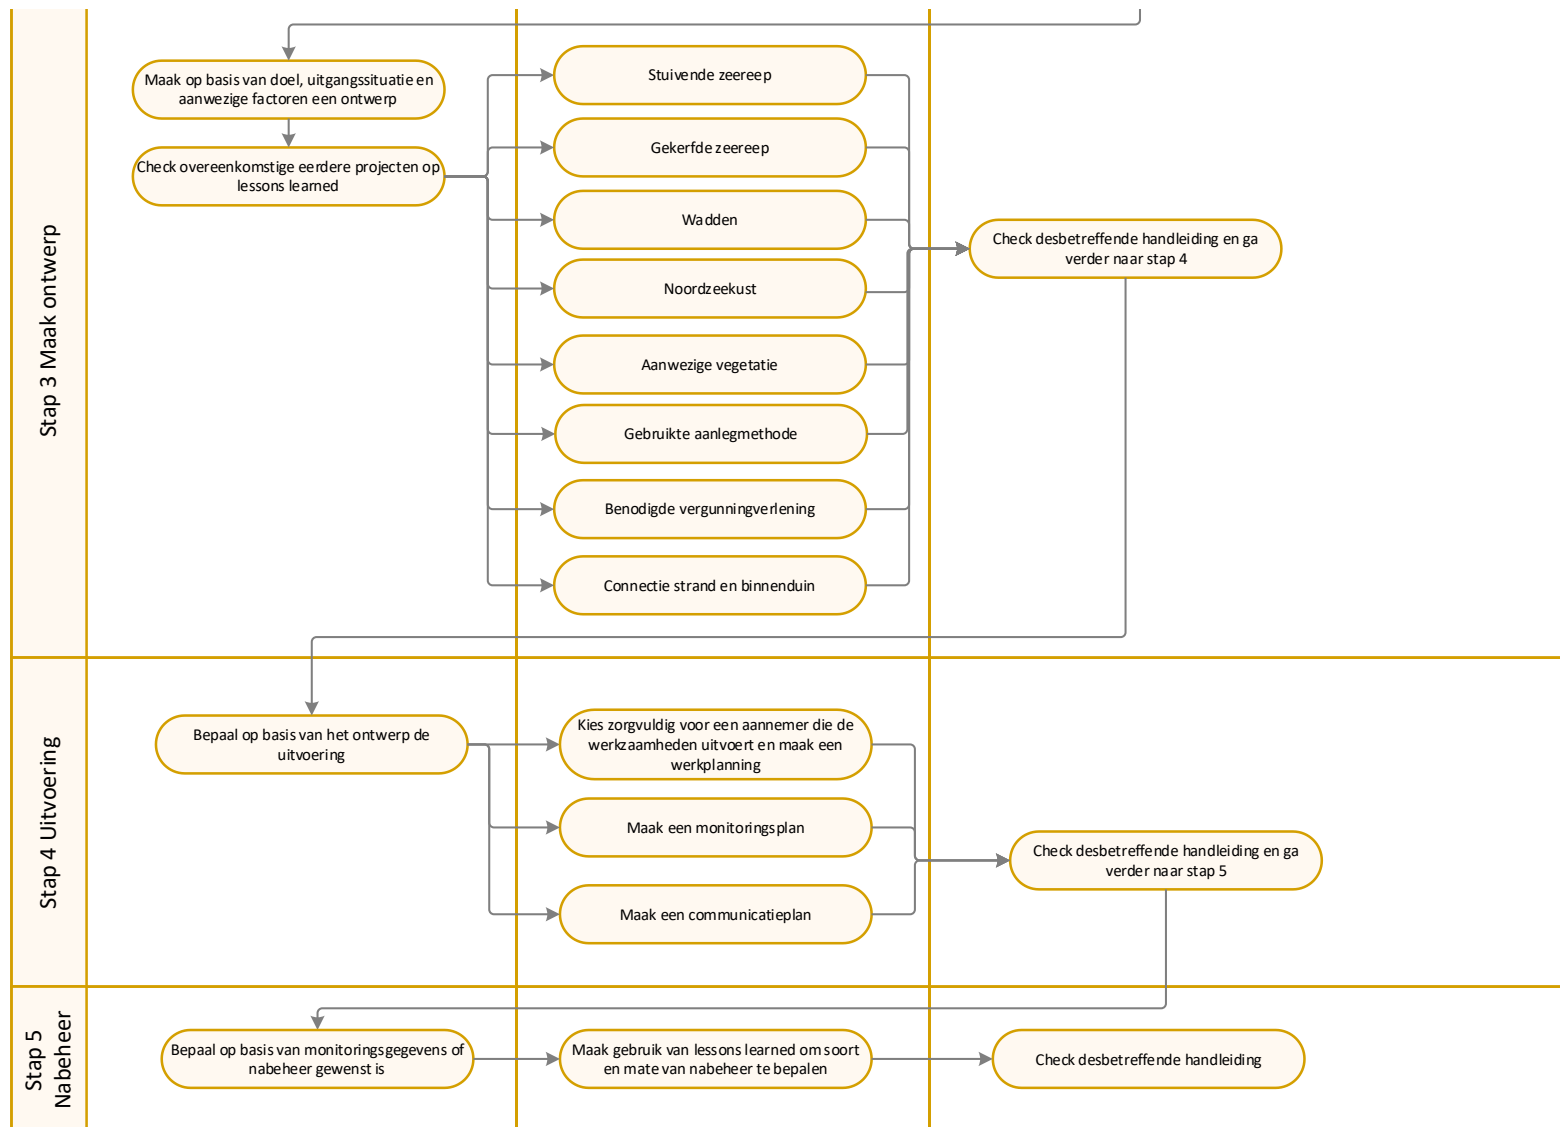 Stap 3 Maak ontwerp
Maak op basis van doel, uitgangssituatie en
aanwezige factoren een ontwerp
Check overeenkomstige eerdere projecten op
lessons learned
Stuivende zeereep
Gekerfde zeereep
Wadden
Noordzeekust
Aanwezige vegetatie
Gebruikte aanlegmethode
Benodigde vergunningverlening
Connectie strand en binnenduin
Check desbetreffende handleiding en ga
verder naar stap 4
Stap 4 Uitvoering
Bepaal op basis van het ontwerp de
uitvoering
Kies zorgvuldig voor een aannemer die de
werkzaamheden uitvoert en maak een
werkplanning
Maak een monitoringsplan
Maak een communicatieplan
Check desbetreffende handleiding en ga
verder naar stap 5
Stap 5
Nabeheer
Bepaal op basis van monitoringsgegevens of
nabeheer gewenst is
Maak gebruik van lessons learned om soort
en mate van nabeheer te bepalen
Check desbetreffende handleiding